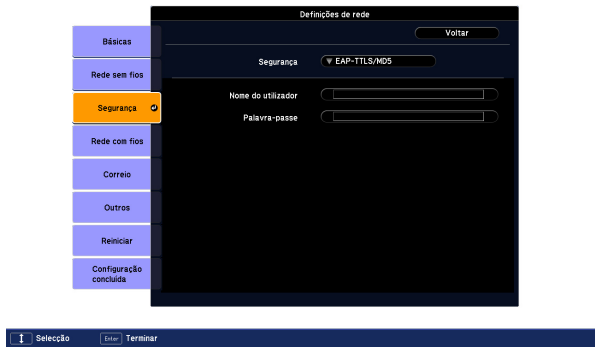 Definições de rede
Voltar
Básicas
Rede sem fios
Segurança
Rede com fios
Correio
Outros
Reiniciar
Configuração
concluída
Segurança
EAP-TTLS/MD5
Nome do utilizador
Palavra-passe
Selecção
Enter Terminar